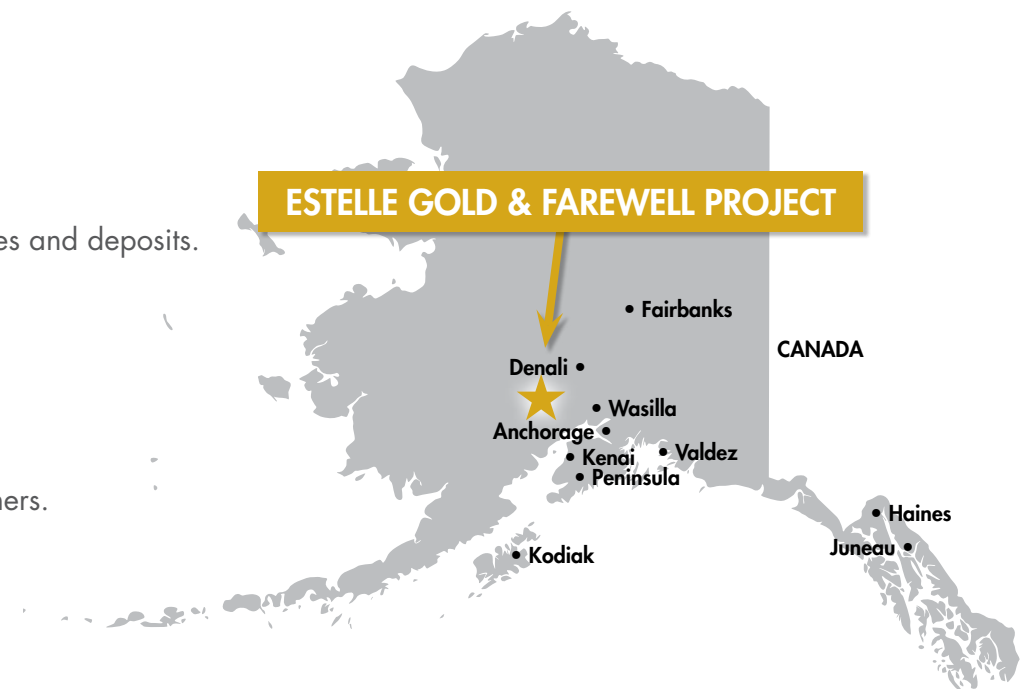 ESTELLE GOLD & FAREWELL PROJECT
es and deposits.
• Fairbanks
CANADA
Denali •
• Wasilla
Anchorage •
• Kenai
• Valdez
• Peninsula
ners.
• Haines
Juneau •
• Kodiak